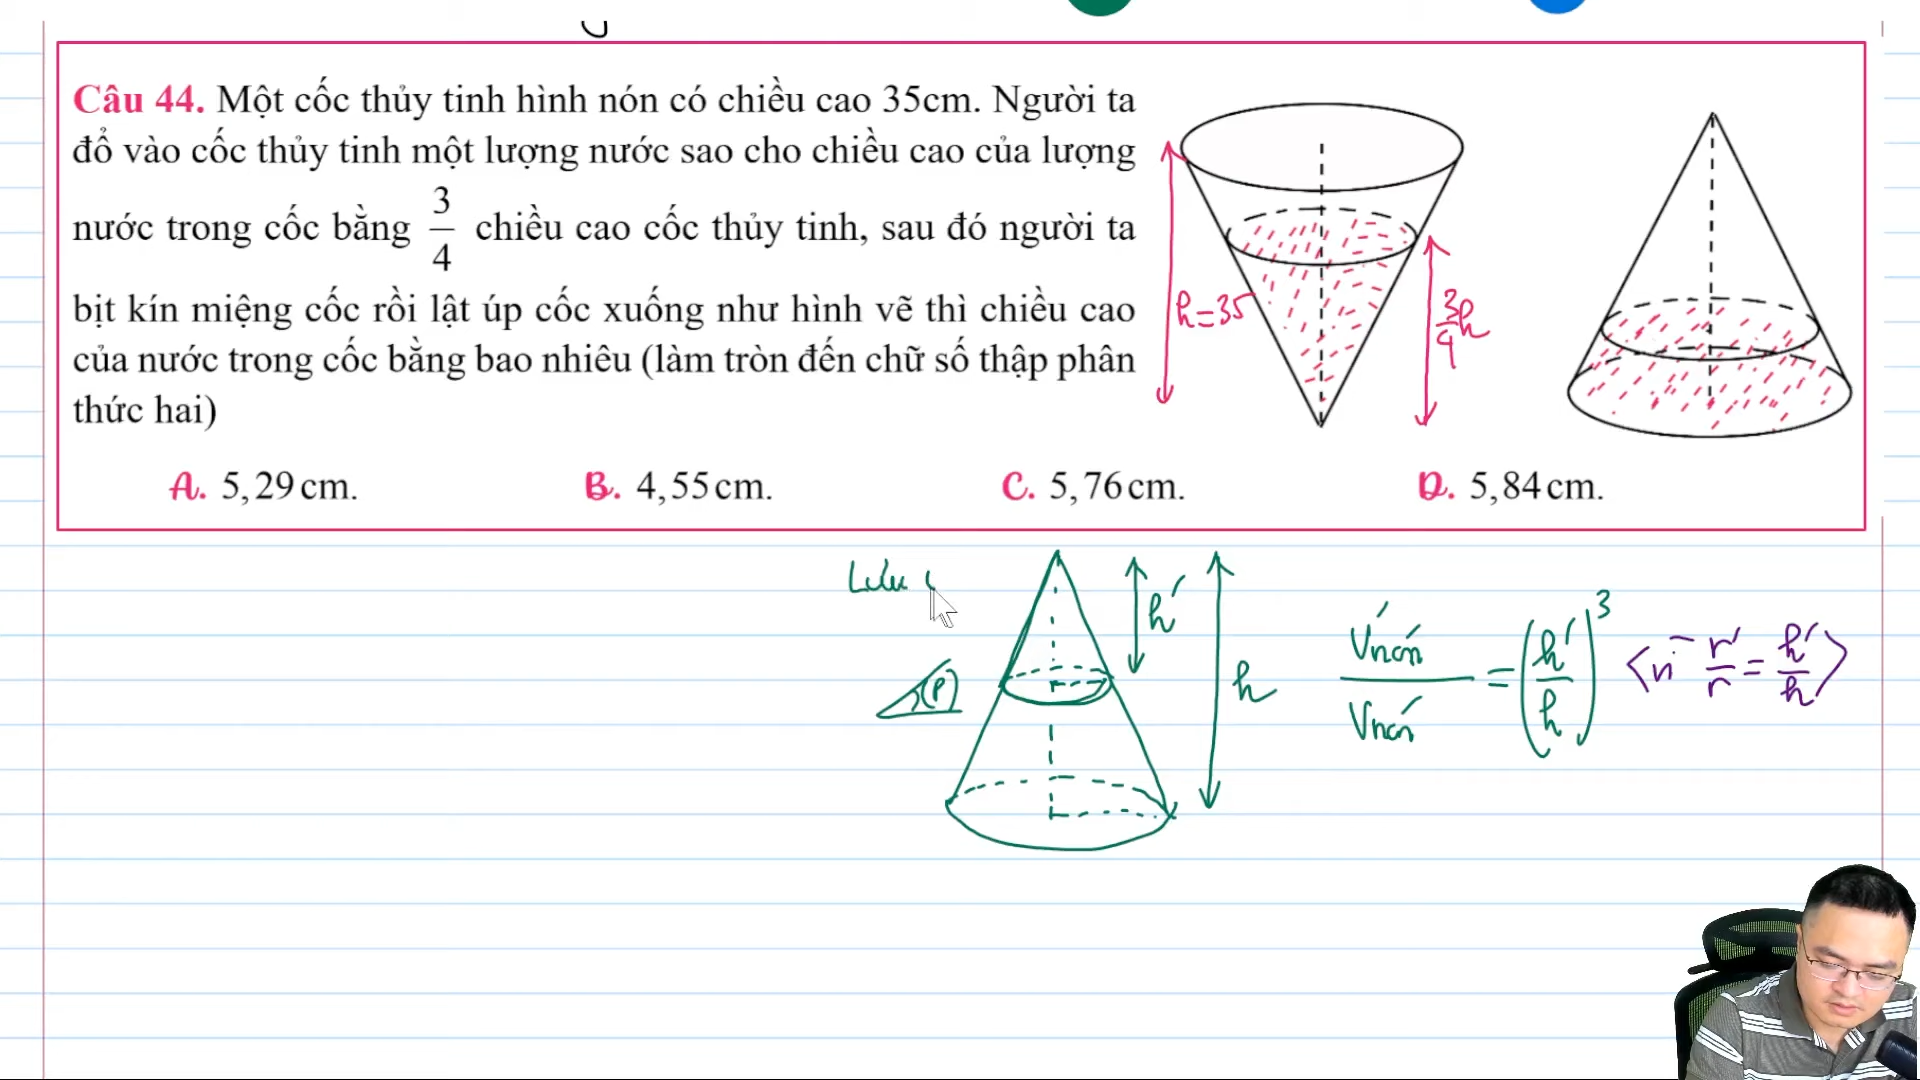 Câu 44. Một cốc thủy tinh hình nón có chiều cao 35cm. Người ta
đổ vào cốc thủy tinh một lượng nước sao cho chiều cao của lượng
nước trong cốc bằng 3/4 chiều cao cốc thủy tinh, sau đó người ta
bịt kín miệng cốc rồi lật úp cốc xuống như hình vẽ thì chiều cao
của nước trong cốc bằng bao nhiêu (làm tròn đến chữ số thập phân
thức hai)
h=35
3/4 h
A. 5,29 cm. B. 4,55 cm. C. 5,76 cm. D. 5,84 cm.
Lưu
(P)
h'
h
V'nón/Vnón = (h'/h)^3
r'/r = h'/h